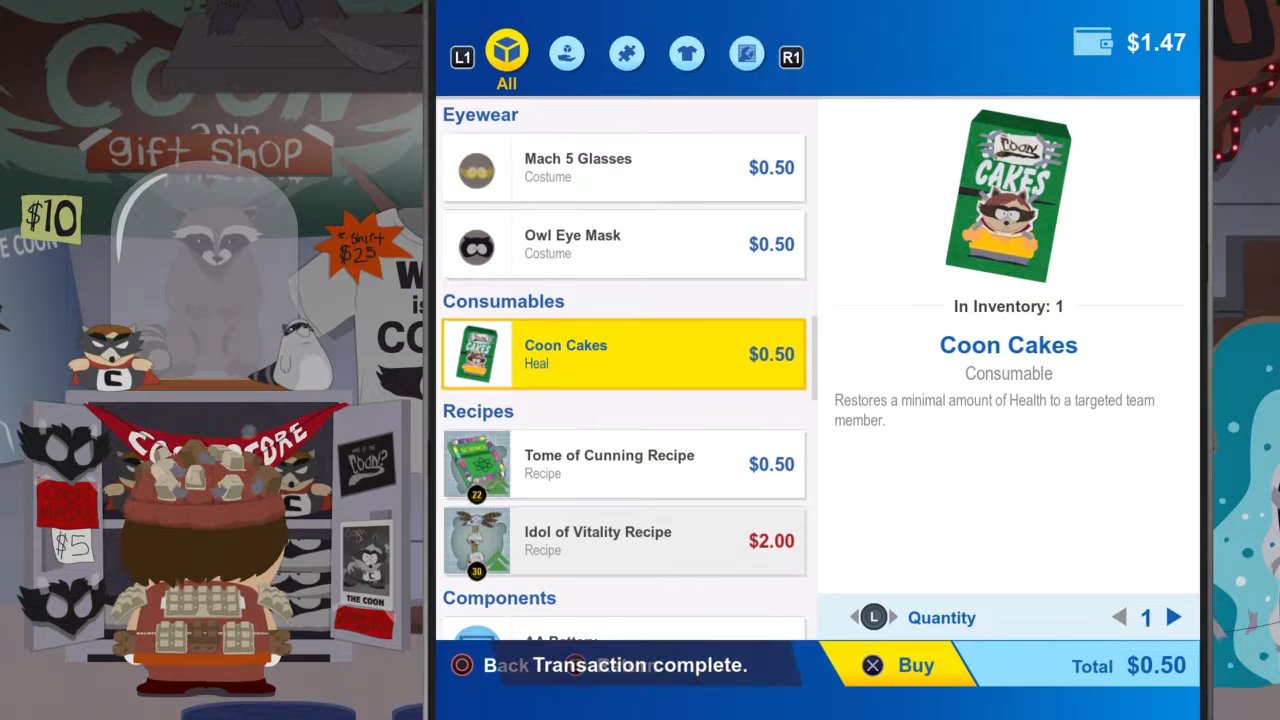 COON
AND
gift SHOP
$10
T-Shirt
$25
COON
MASKS
$5
THE COON
L1
All
R1
$1.47
Eyewear
Mach 5 Glasses
Costume
$0.50
Owl Eye Mask
Costume
$0.50
Consumables
Coon Cakes
Heal
$0.50
Recipes
Tome of Cunning Recipe
Recipe
$0.50
22
Idol of Vitality Recipe
Recipe
$2.00
30
Components
AA Battery
COON
CAKES
In Inventory: 1
Coon Cakes
Consumable
Restores a minimal amount of Health to a targeted team
member.
L Quantity 1
Back
Transaction complete.
Buy
Total $0.50